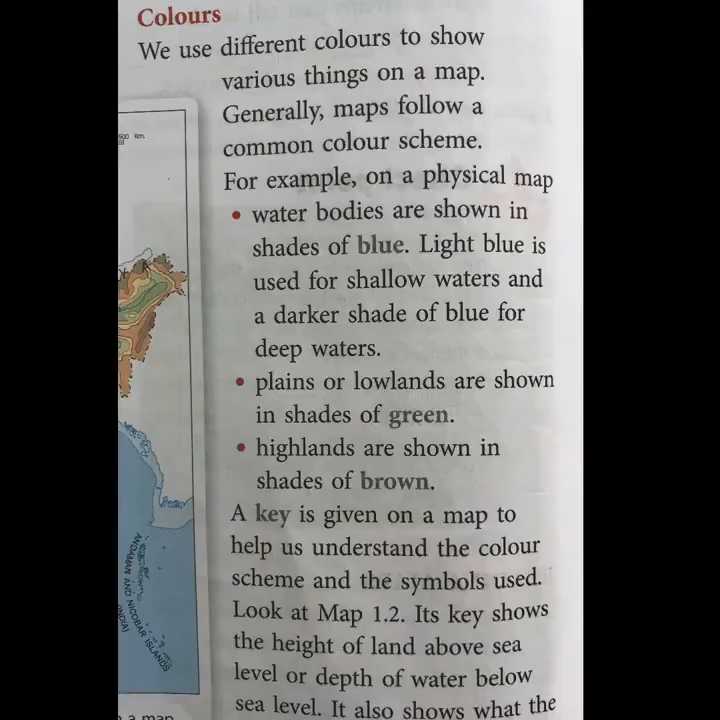 Colours
We use different colours to show
various things on a map.
Generally, maps follow a
common colour scheme.
For example, on a physical map
• water bodies are shown in
shades of blue. Light blue is
used for shallow waters and
a darker shade of blue for
deep waters.
• plains or lowlands are shown
in shades of green.
• highlands are shown in
shades of brown.
A key is given on a map to
help us understand the colour
scheme and the symbols used.
Look at Map 1.2. Its key shows
the height of land above sea
level or depth of water below
sea level. It also shows what the
500 Km.
ANDAMAN AND NICOBAR ISLANDS
(INDIA)
a map